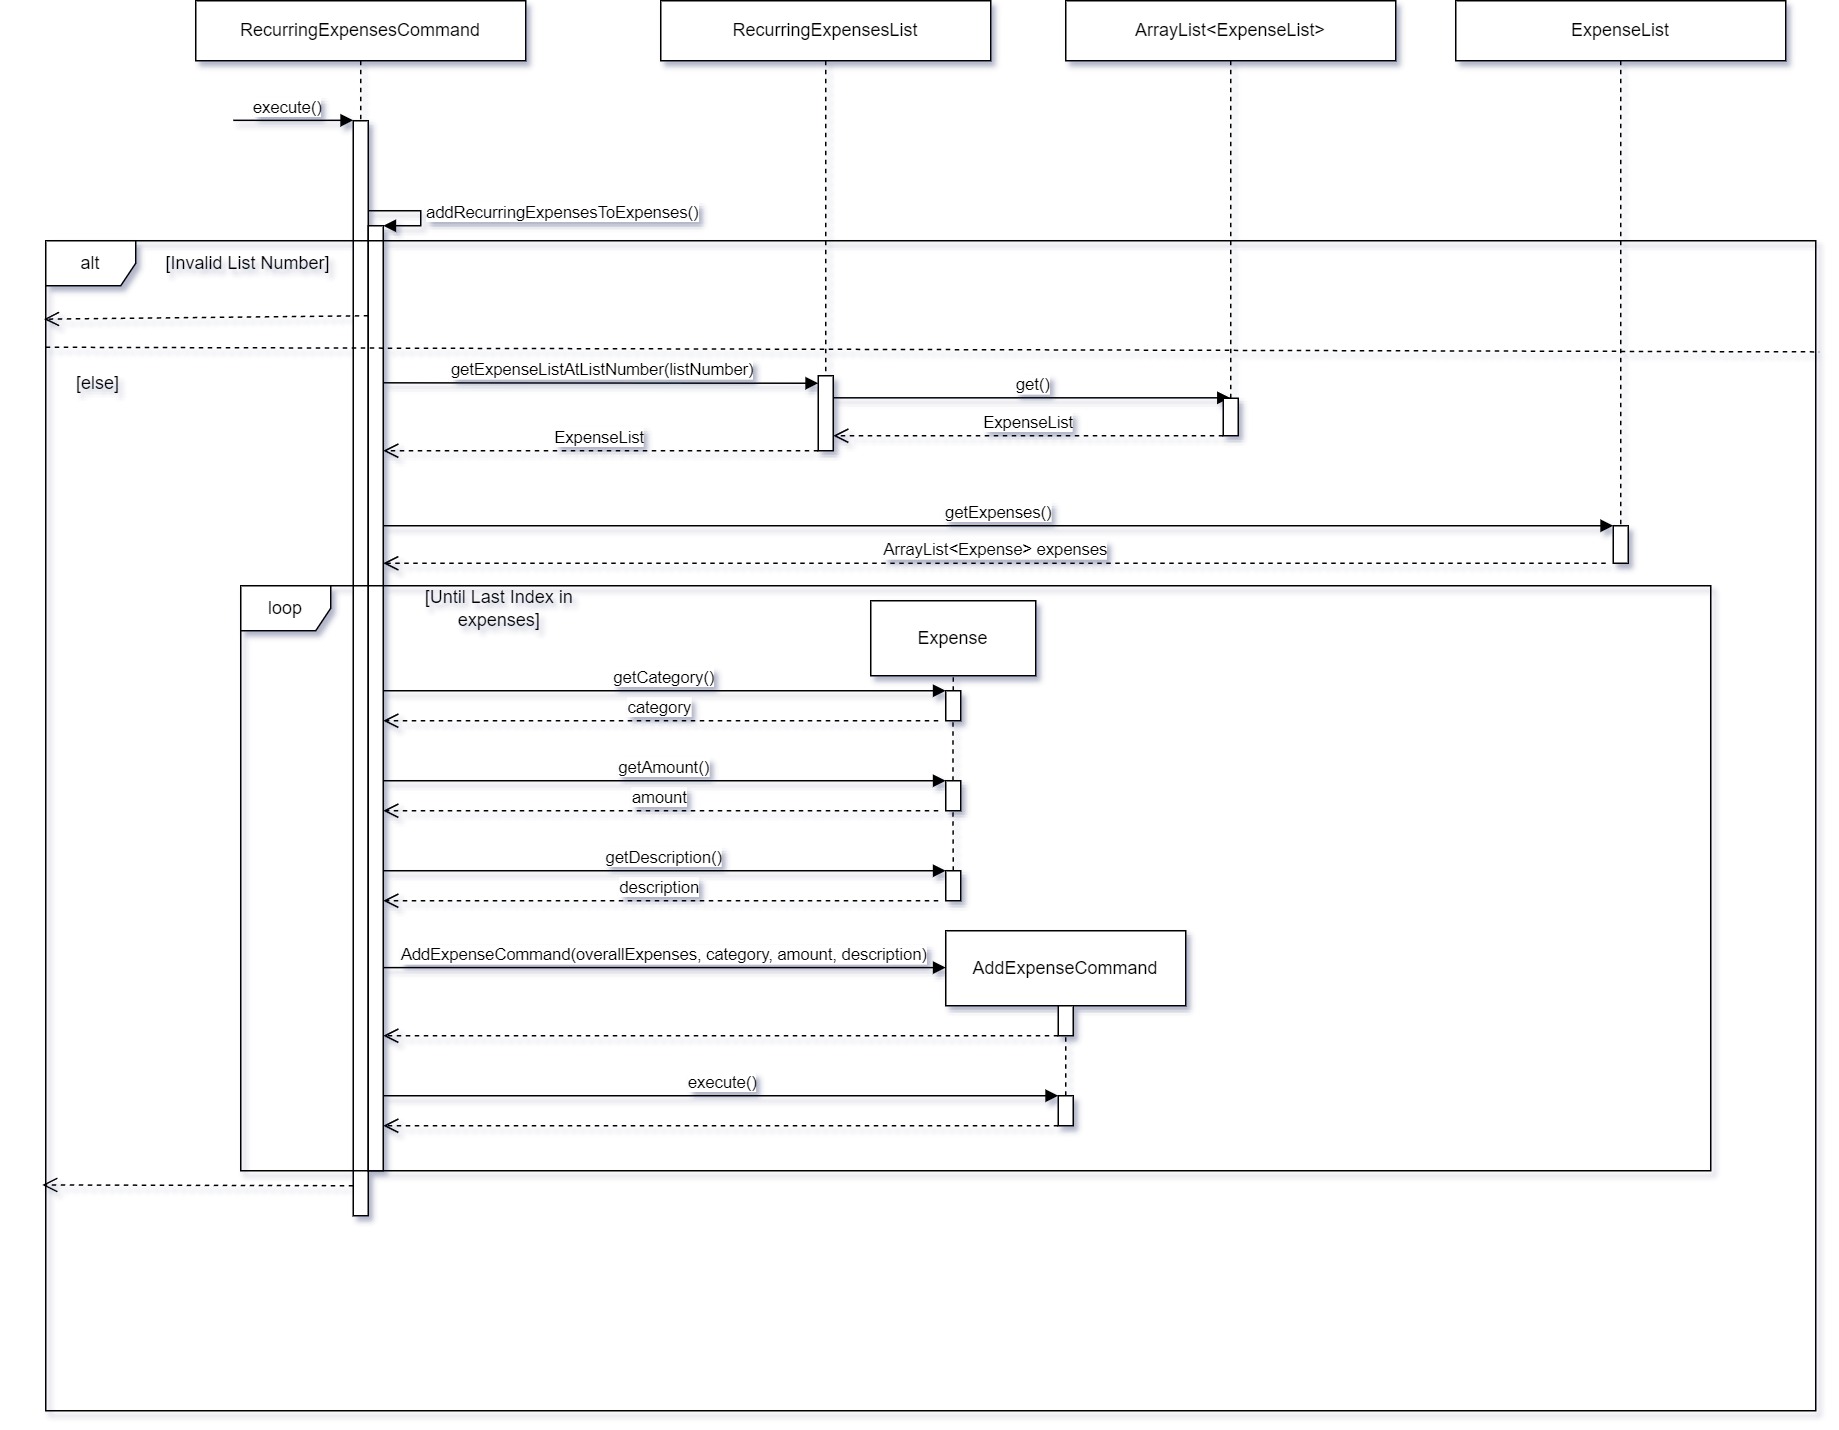 RecurringExpensesCommand
RecurringExpensesList
ArrayList<ExpenseList>
ExpenseList
execute()
addRecurringExpensesToExpenses()
alt
[Invalid List Number]
[else]
getExpenseListAtListNumber(listNumber)
get()
ExpenseList
ExpenseList
getExpenses()
ArrayList<Expense> expenses
loop
[Until Last Index in
expenses]
Expense
getCategory()
category
getAmount()
amount
getDescription()
description
AddExpenseCommand(overallExpenses, category, amount, description)
AddExpenseCommand
execute()